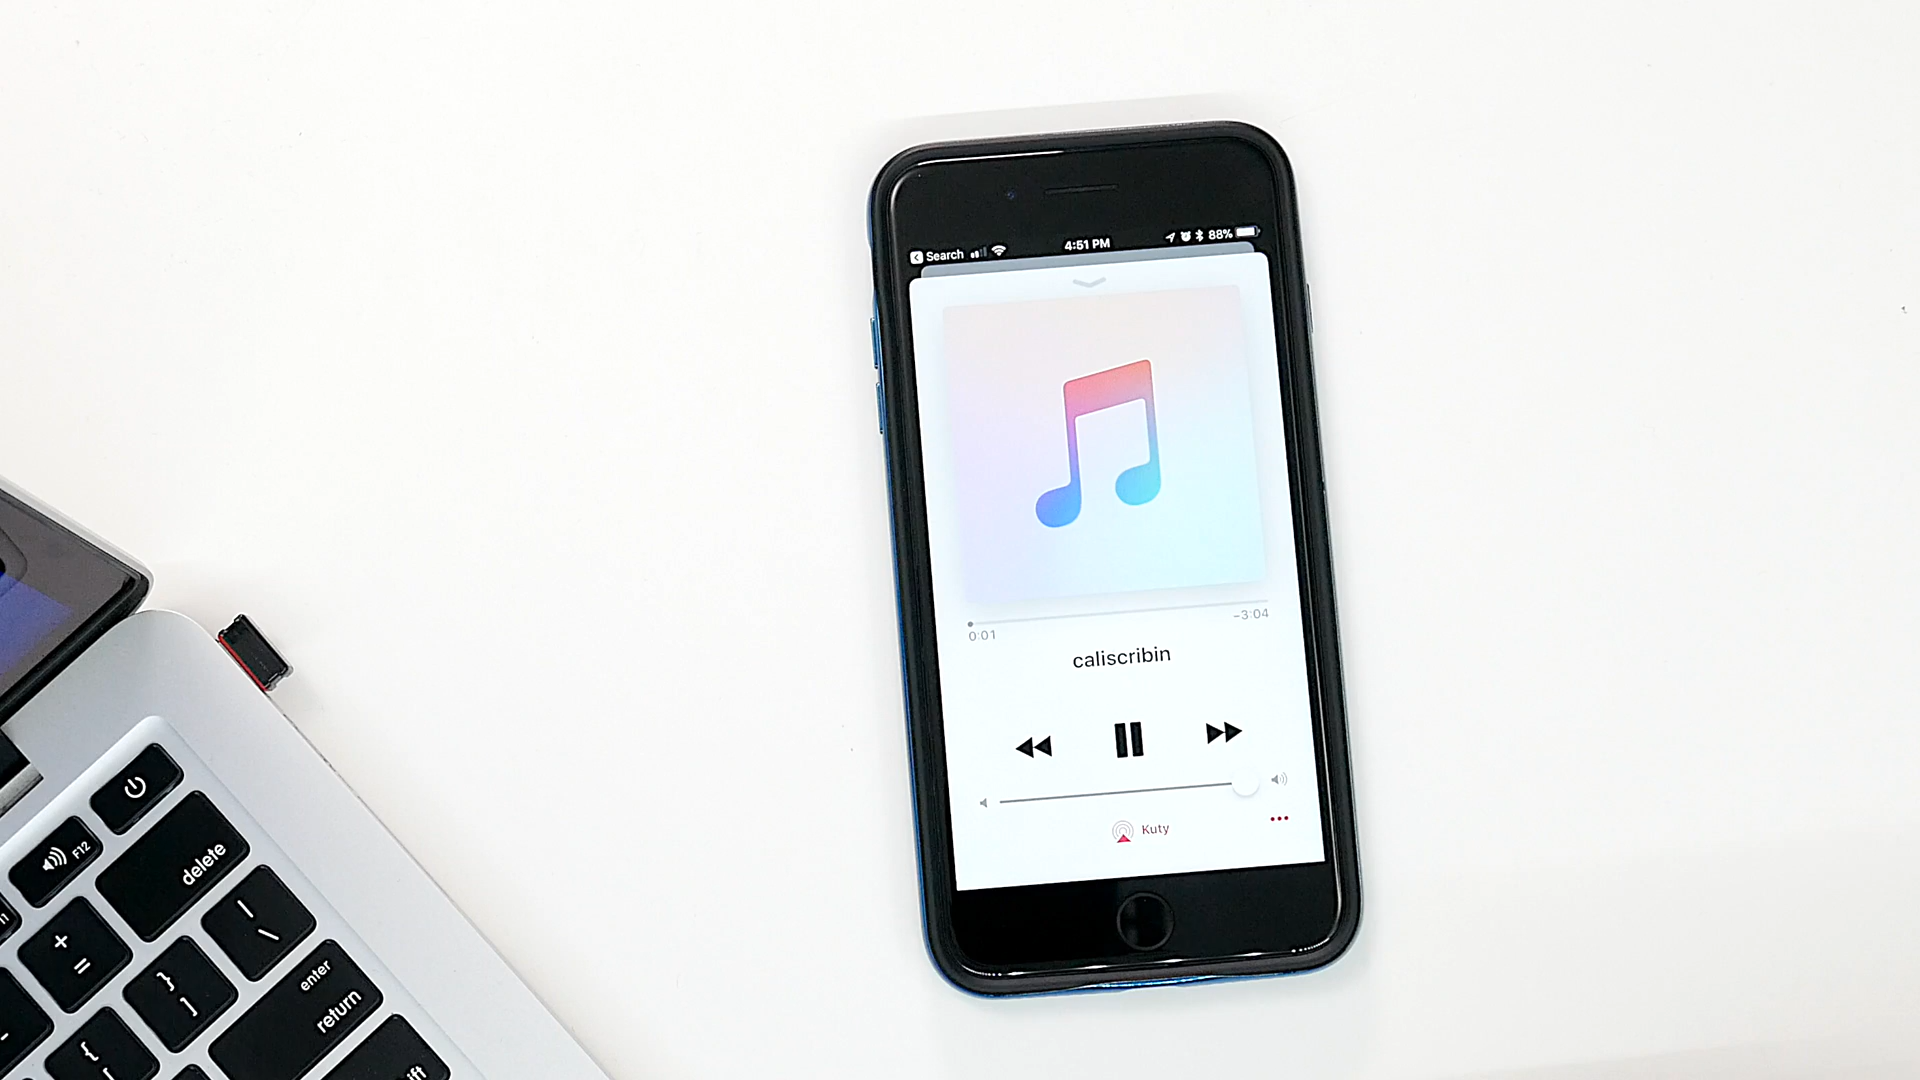 Search 4:51 PM 88%
0:01 −3:04
caliscribin
Kuty
F12
delete
+
=
|
\
}
]
enter
return
-
{
[